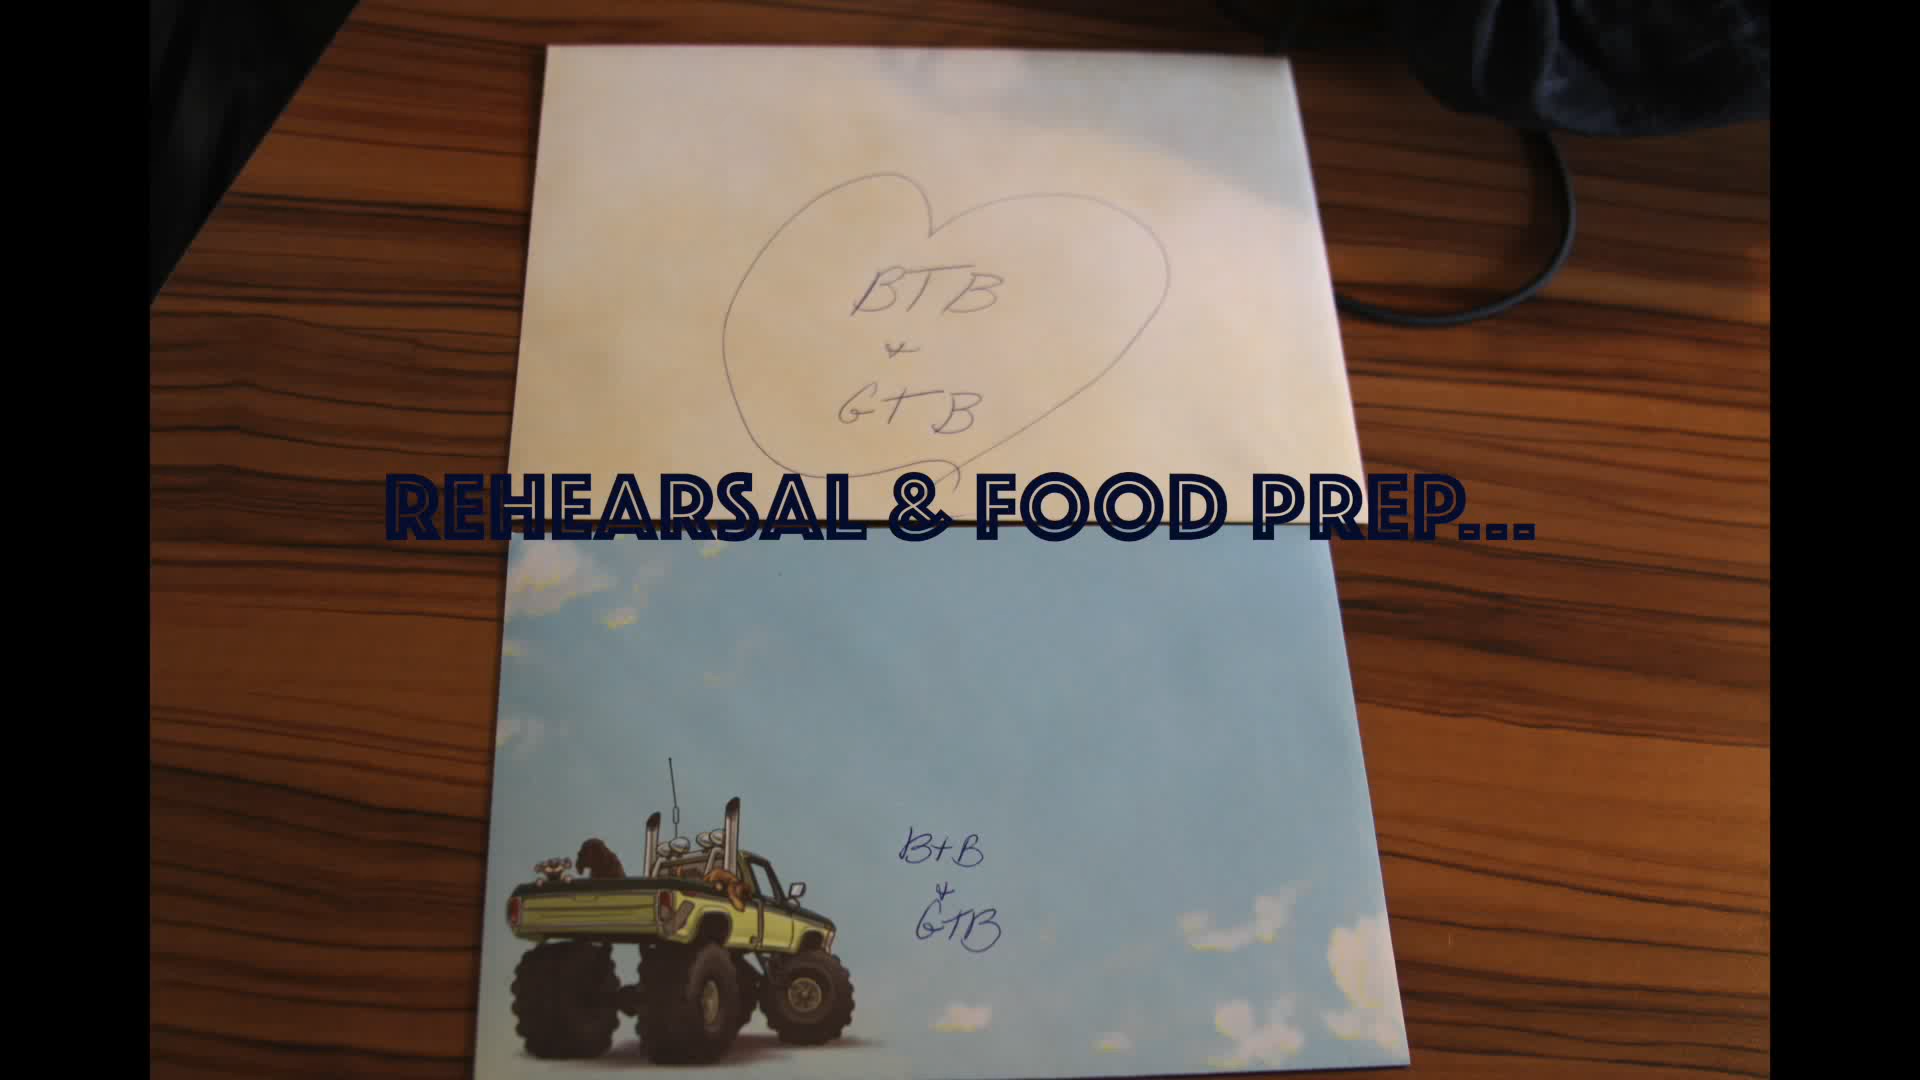 BTB
&
GTB
REHEARSAL & FOOD PREP...
B+B
&
GTB